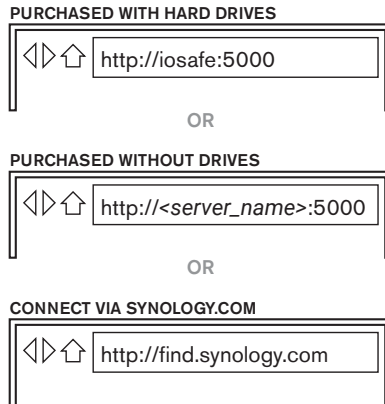 PURCHASED WITH HARD DRIVES
http://iosafe:5000
OR
PURCHASED WITHOUT DRIVES
http://<server_name>:5000
OR
CONNECT VIA SYNOLOGY.COM
http://find.synology.com